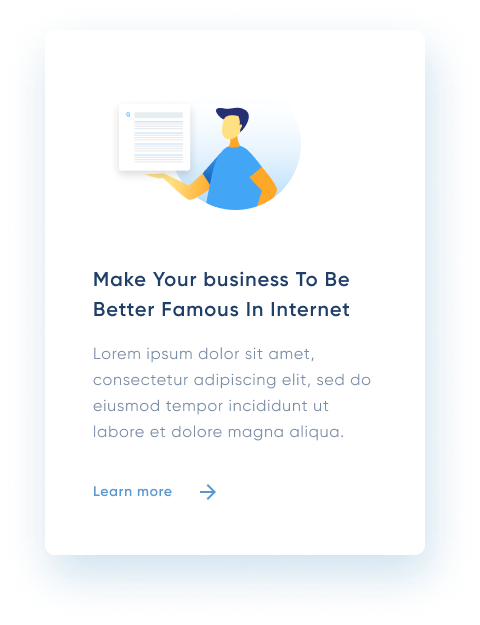 G
Make Your business To Be
Better Famous In Internet
Lorem ipsum dolor sit amet,
consectetur adipiscing elit, sed do
eiusmod tempor incididunt ut
labore et dolore magna aliqua.
Learn more